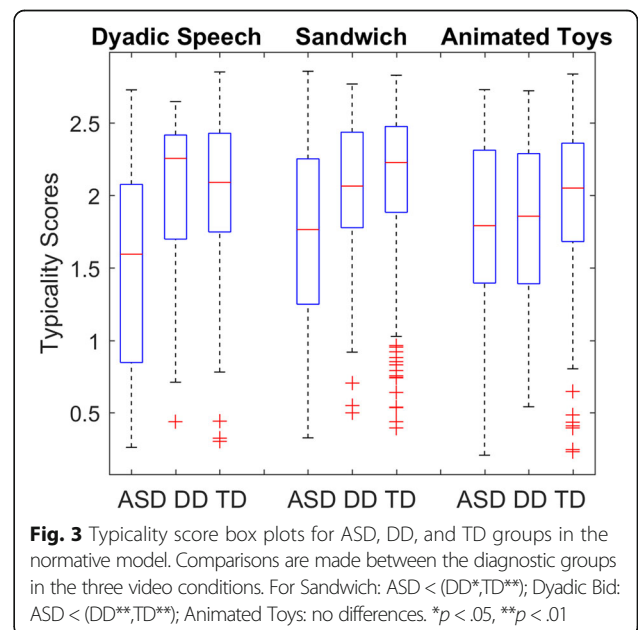 Dyadic Speech Sandwich Animated Toys
Typicality Scores
2.5
2
1.5
1
0.5
ASD DD TD ASD DD TD ASD DD TD
Fig. 3 Typicality score box plots for ASD, DD, and TD groups in the
normative model. Comparisons are made between the diagnostic groups
in the three video conditions. For Sandwich: ASD < (DD*,TD**); Dyadic Bid:
ASD < (DD**,TD**); Animated Toys: no differences. *p < .05, **p < .01